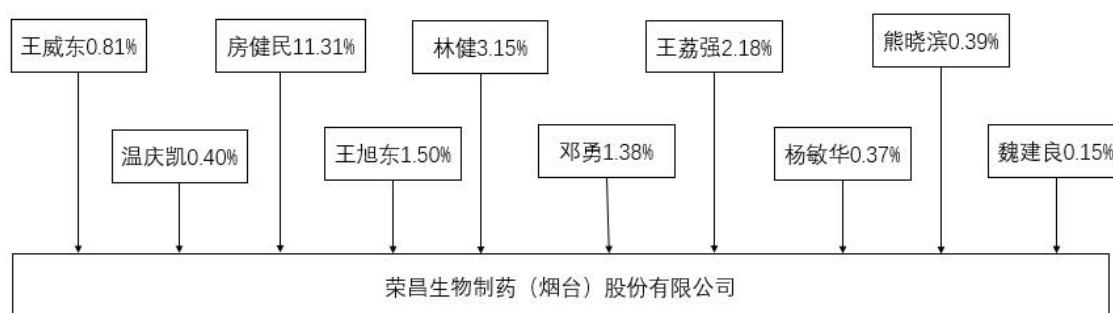 王威东0.81%
房健民11.31%
林健3.15%
王荔强2.18%
熊晓滨0.39%
温庆凯0.40%
王旭东1.50%
邓勇1.38%
杨敏华0.37%
魏建良0.15%
荣昌生物制药（烟台）股份有限公司